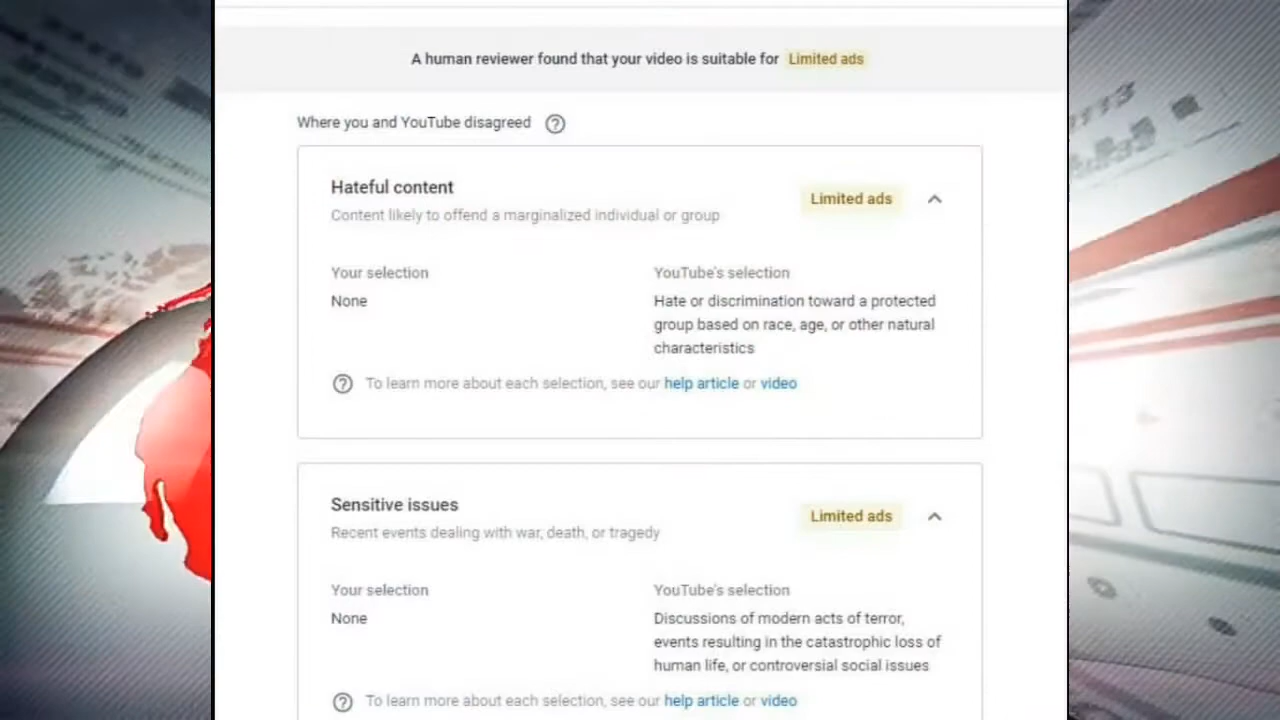 A human reviewer found that your video is suitable for Limited ads
Where you and YouTube disagreed
Hateful content
Limited ads
Content likely to offend a marginalized individual or group
Your selection
YouTube's selection
None
Hate or discrimination toward a protected
group based on race, age, or other natural
characteristics
To learn more about each selection, see our help article or video
Sensitive issues
Limited ads
Recent events dealing with war, death, or tragedy
Your selection
YouTube's selection
None
Discussions of modern acts of terror,
events resulting in the catastrophic loss of
human life, or controversial social issues
To learn more about each selection, see our help article or video